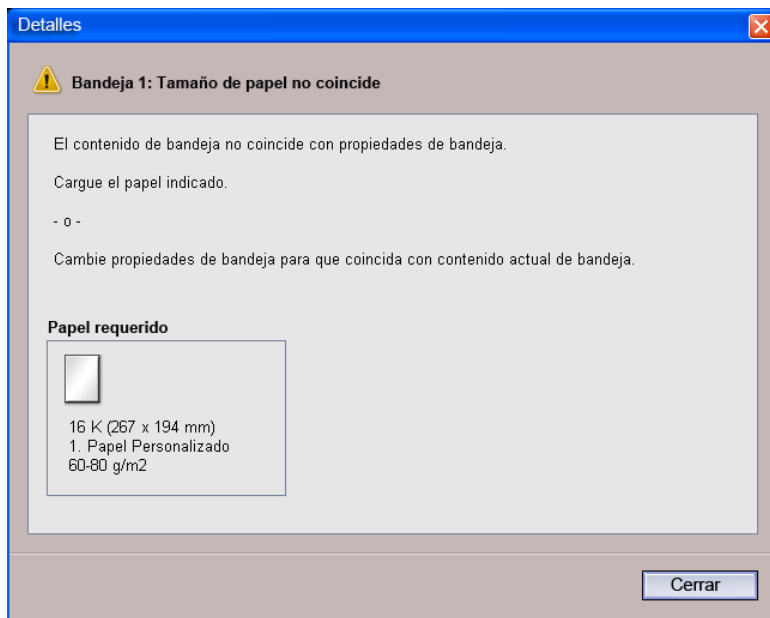 Detalles
Bandeja 1: Tamaño de papel no coincide
El contenido de bandeja no coincide con propiedades de bandeja.
Cargue el papel indicado.
- o -
Cambie propiedades de bandeja para que coincida con contenido actual de bandeja.
Papel requerido
16 K (267 x 194 mm)
1. Papel Personalizado
60-80 g/m2
Cerrar